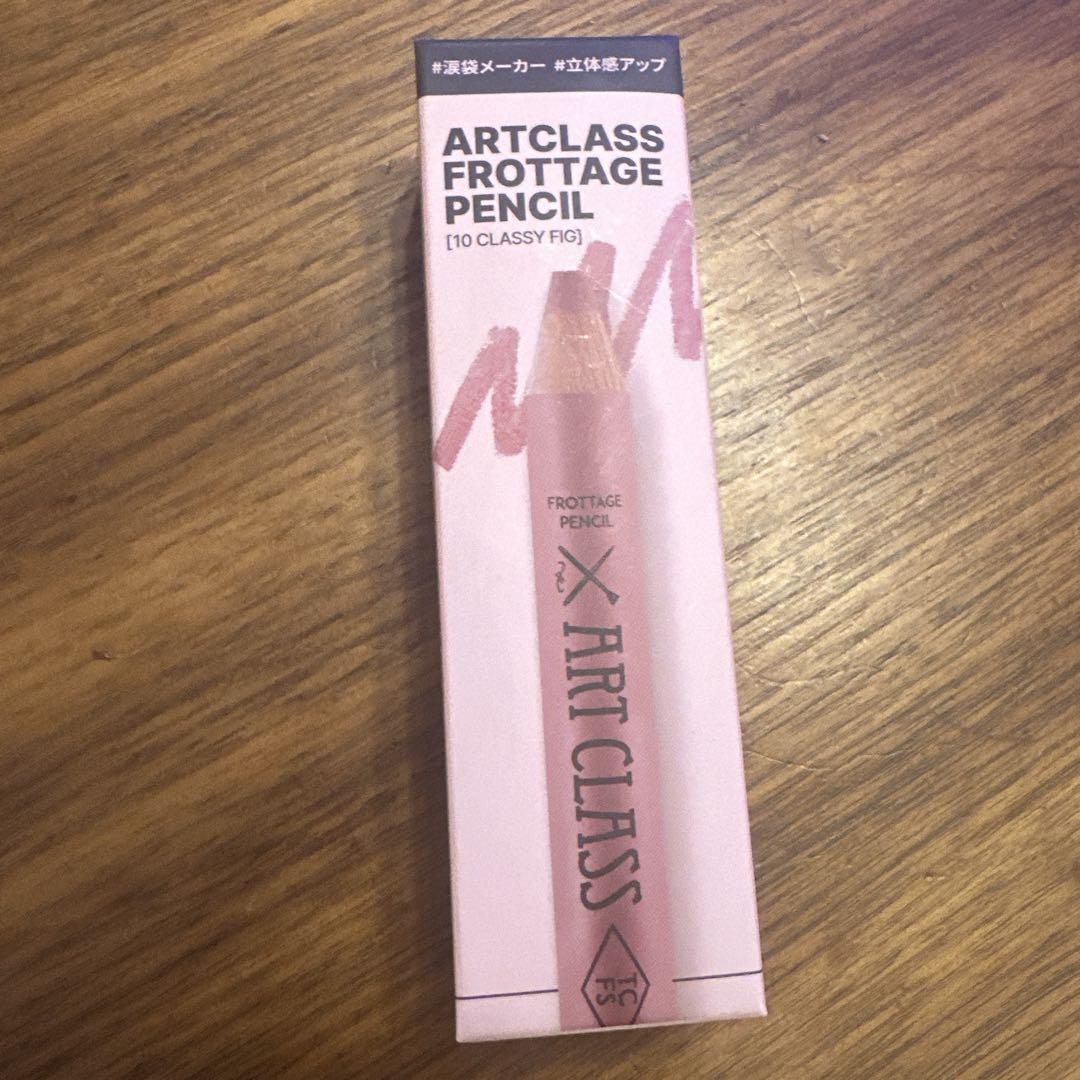 #涙袋メーカー #立体感アップ
ARTCLASS
FROTTAGE
PENCIL
[10 CLASSY FIG]
FROTTAGE
PENCIL
ART CLASS
TC
FS